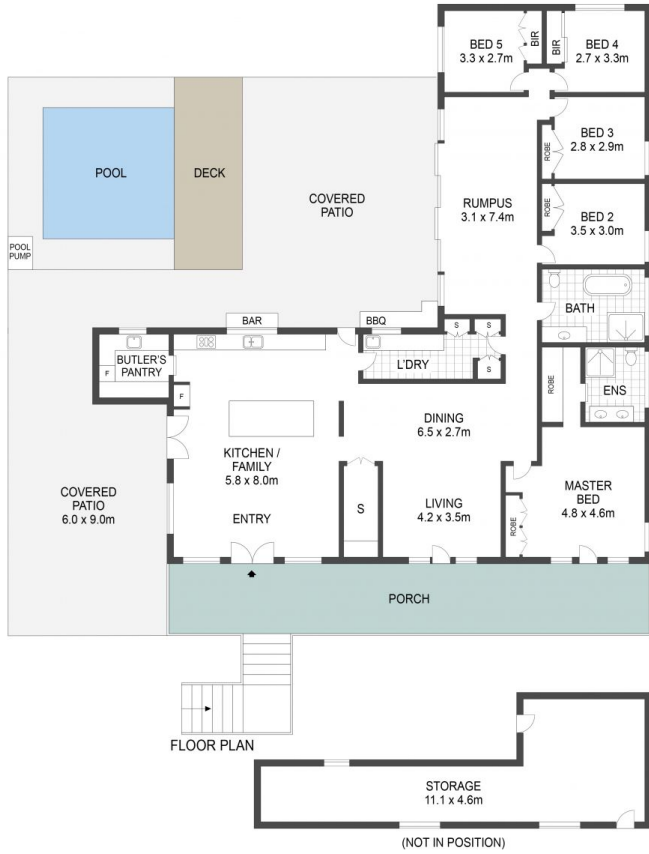 BED 5
3.3 x 2.7m
BIR
BIR
BED 4
2.7 x 3.3m
POOL
DECK
COVERED
PATIO
RUMPUS
3.1 x 7.4m
ROBE
BED 3
2.8 x 2.9m
ROBE
BED 2
3.5 x 3.0m
POOL
PUMP
BATH
BAR
BBQ
S
S
BUTLER'S
PANTRY
F
F
L'DRY
S
ROBE
ENS
DINING
6.5 x 2.7m
KITCHEN /
FAMILY
5.8 x 8.0m
COVERED
PATIO
6.0 x 9.0m
ENTRY
S
LIVING
4.2 x 3.5m
ROBE
MASTER
BED
4.8 x 4.6m
PORCH
FLOOR PLAN
STORAGE
11.1 x 4.6m
(NOT IN POSITION)